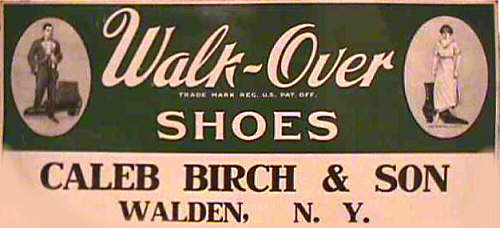 Walk-Over
TRADE MARK REG. U.S. PAT. OFF.
SHOES
CALEB BIRCH & SON
WALDEN, N. Y.